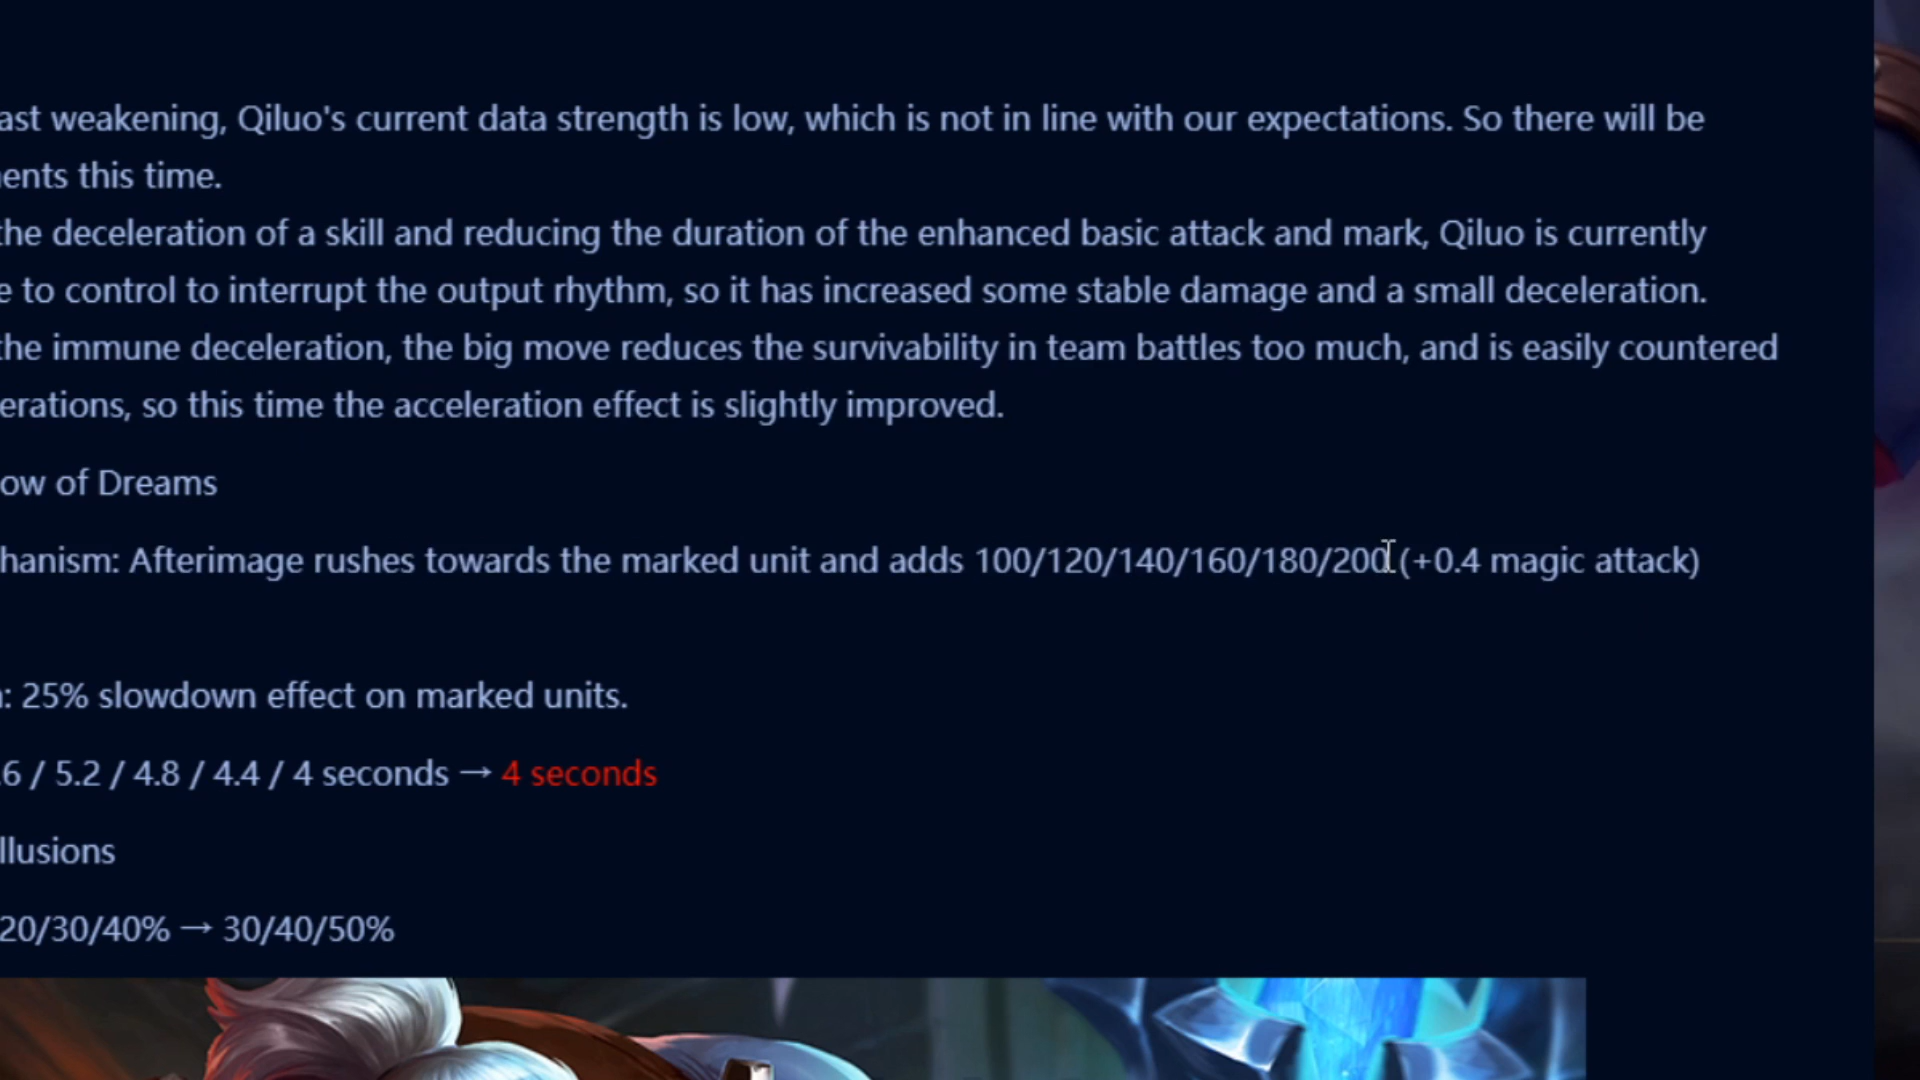 ast weakening, Qiluo's current data strength is low, which is not in line with our expectations. So there will be
ents this time.
the deceleration of a skill and reducing the duration of the enhanced basic attack and mark, Qiluo is currently
e to control to interrupt the output rhythm, so it has increased some stable damage and a small deceleration.
the immune deceleration, the big move reduces the survivability in team battles too much, and is easily countered
erations, so this time the acceleration effect is slightly improved.
ow of Dreams
hanism: Afterimage rushes towards the marked unit and adds 100/120/140/160/180/200 (+0.4 magic attack)
: 25% slowdown effect on marked units.
.6 / 5.2 / 4.8 / 4.4 / 4 seconds → 4 seconds
llusions
20/30/40% → 30/40/50%